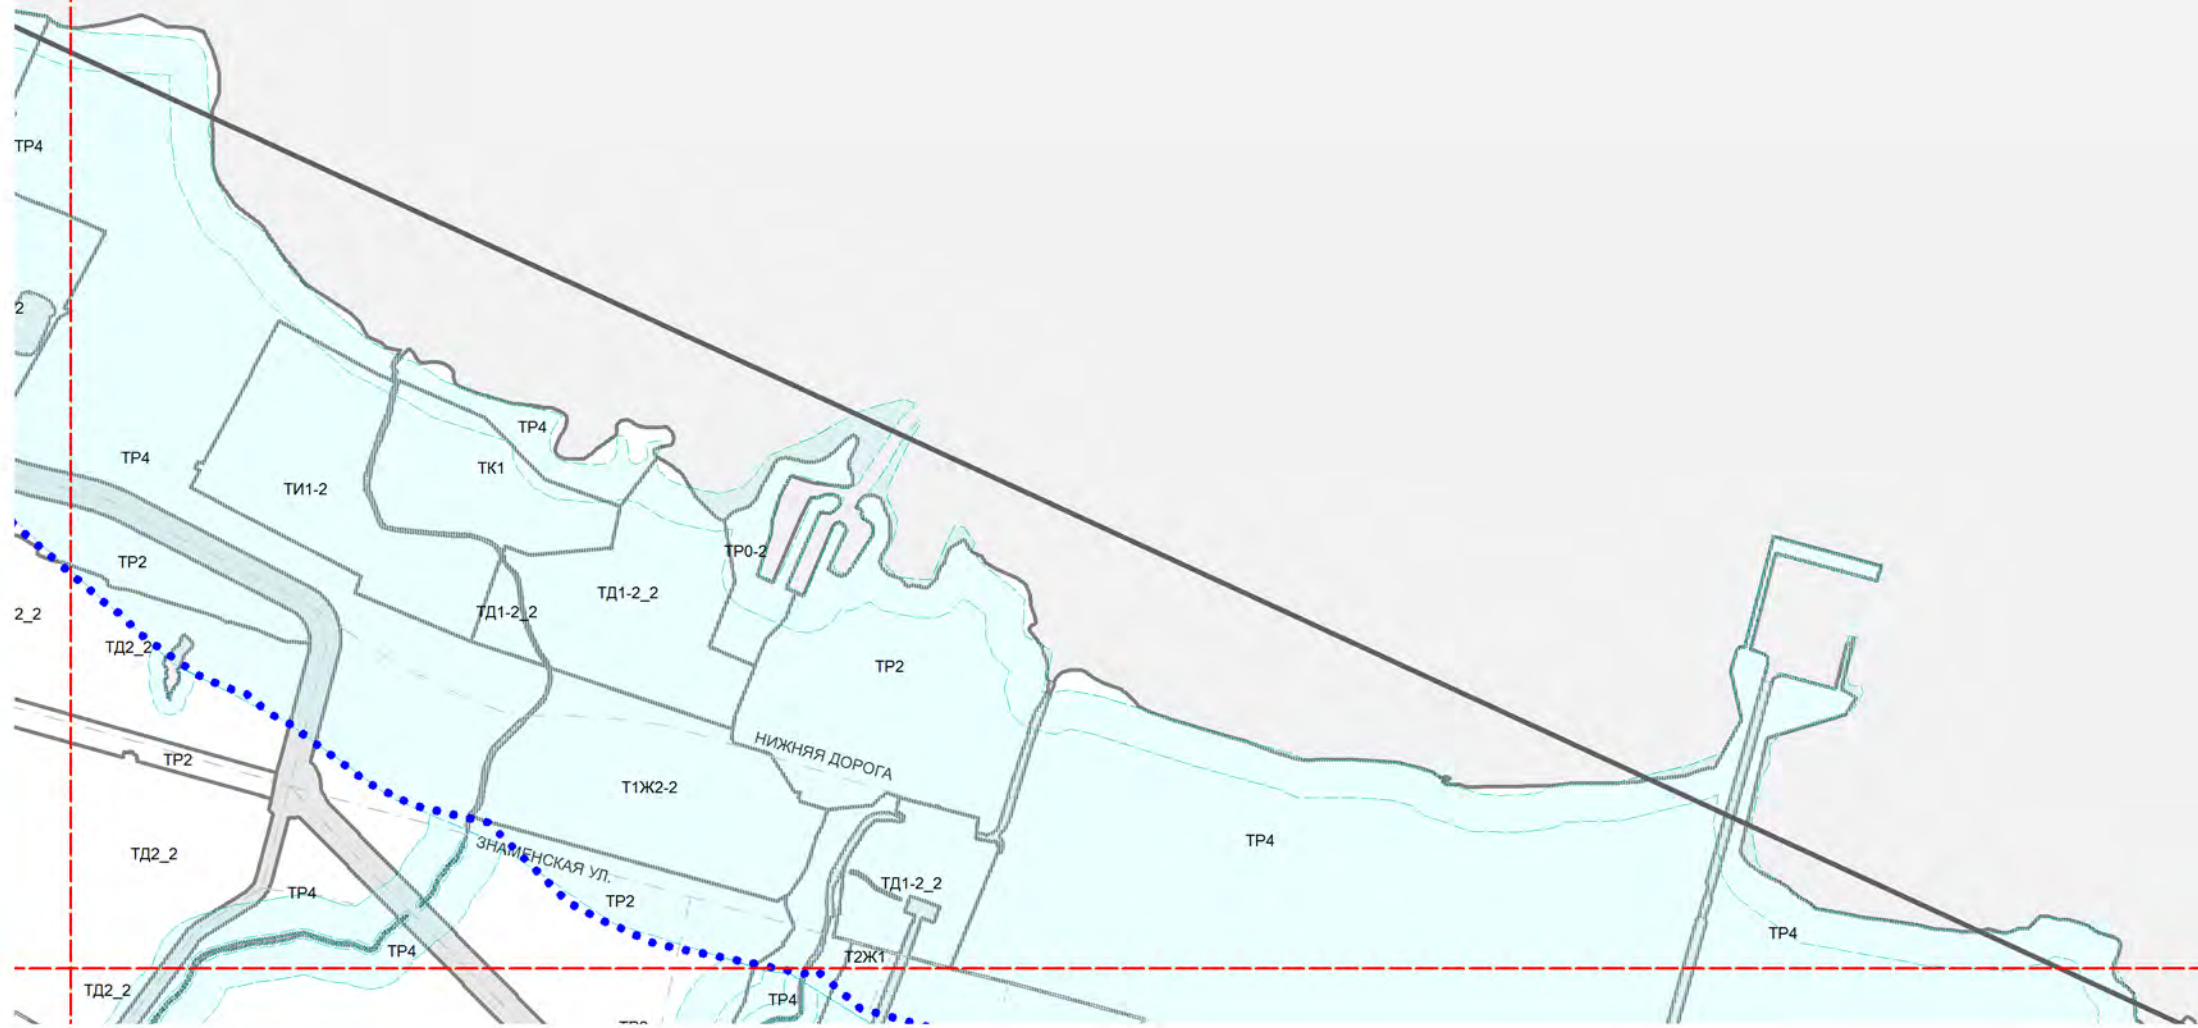 ТР4
2
ТР4
ТР4
ТК1
ТИ1-2
ТР0-2
ТР2
ТД1-2_2
ТД1-2_2
2_2
ТД2_2
ТР2
НИЖНЯЯ ДОРОГА
ТР2
Т1Ж2-2
ТР4
ЗНАМЕНСКАЯ УЛ.
ТД2_2
ТД1-2_2
ТР4
ТР2
ТР4
ТР4
Т2Ж1
ТД2_2
ТР4